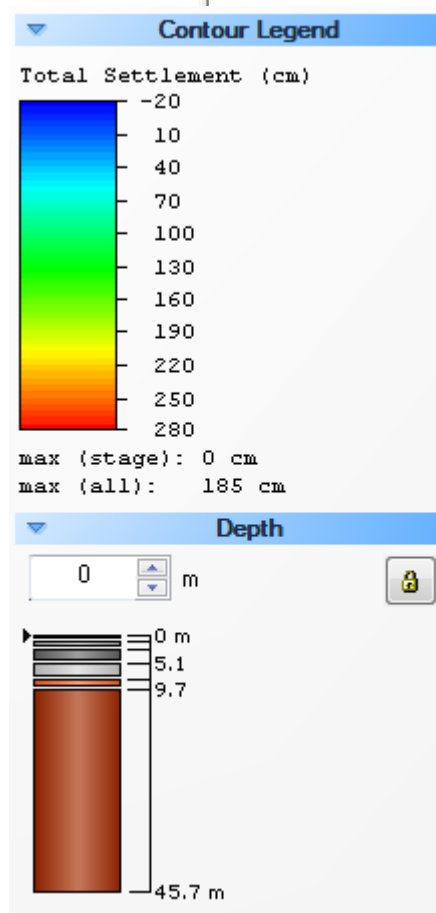 Contour Legend
Total Settlement (cm)
-20
10
40
70
100
130
160
190
220
250
280
max (stage): 0 cm
max (all): 185 cm
Depth
0 m
0 m
5.1
9.7
45.7 m